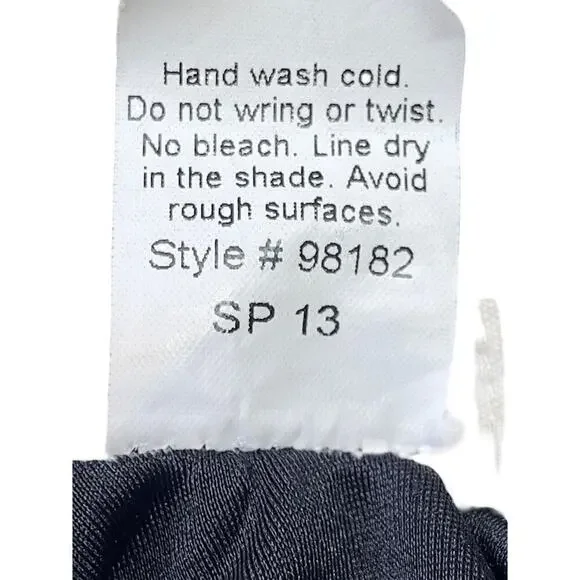 Hand wash cold.
Do not wring or twist.
No bleach. Line dry
in the shade. Avoid
rough surfaces.
Style # 98182
SP 13